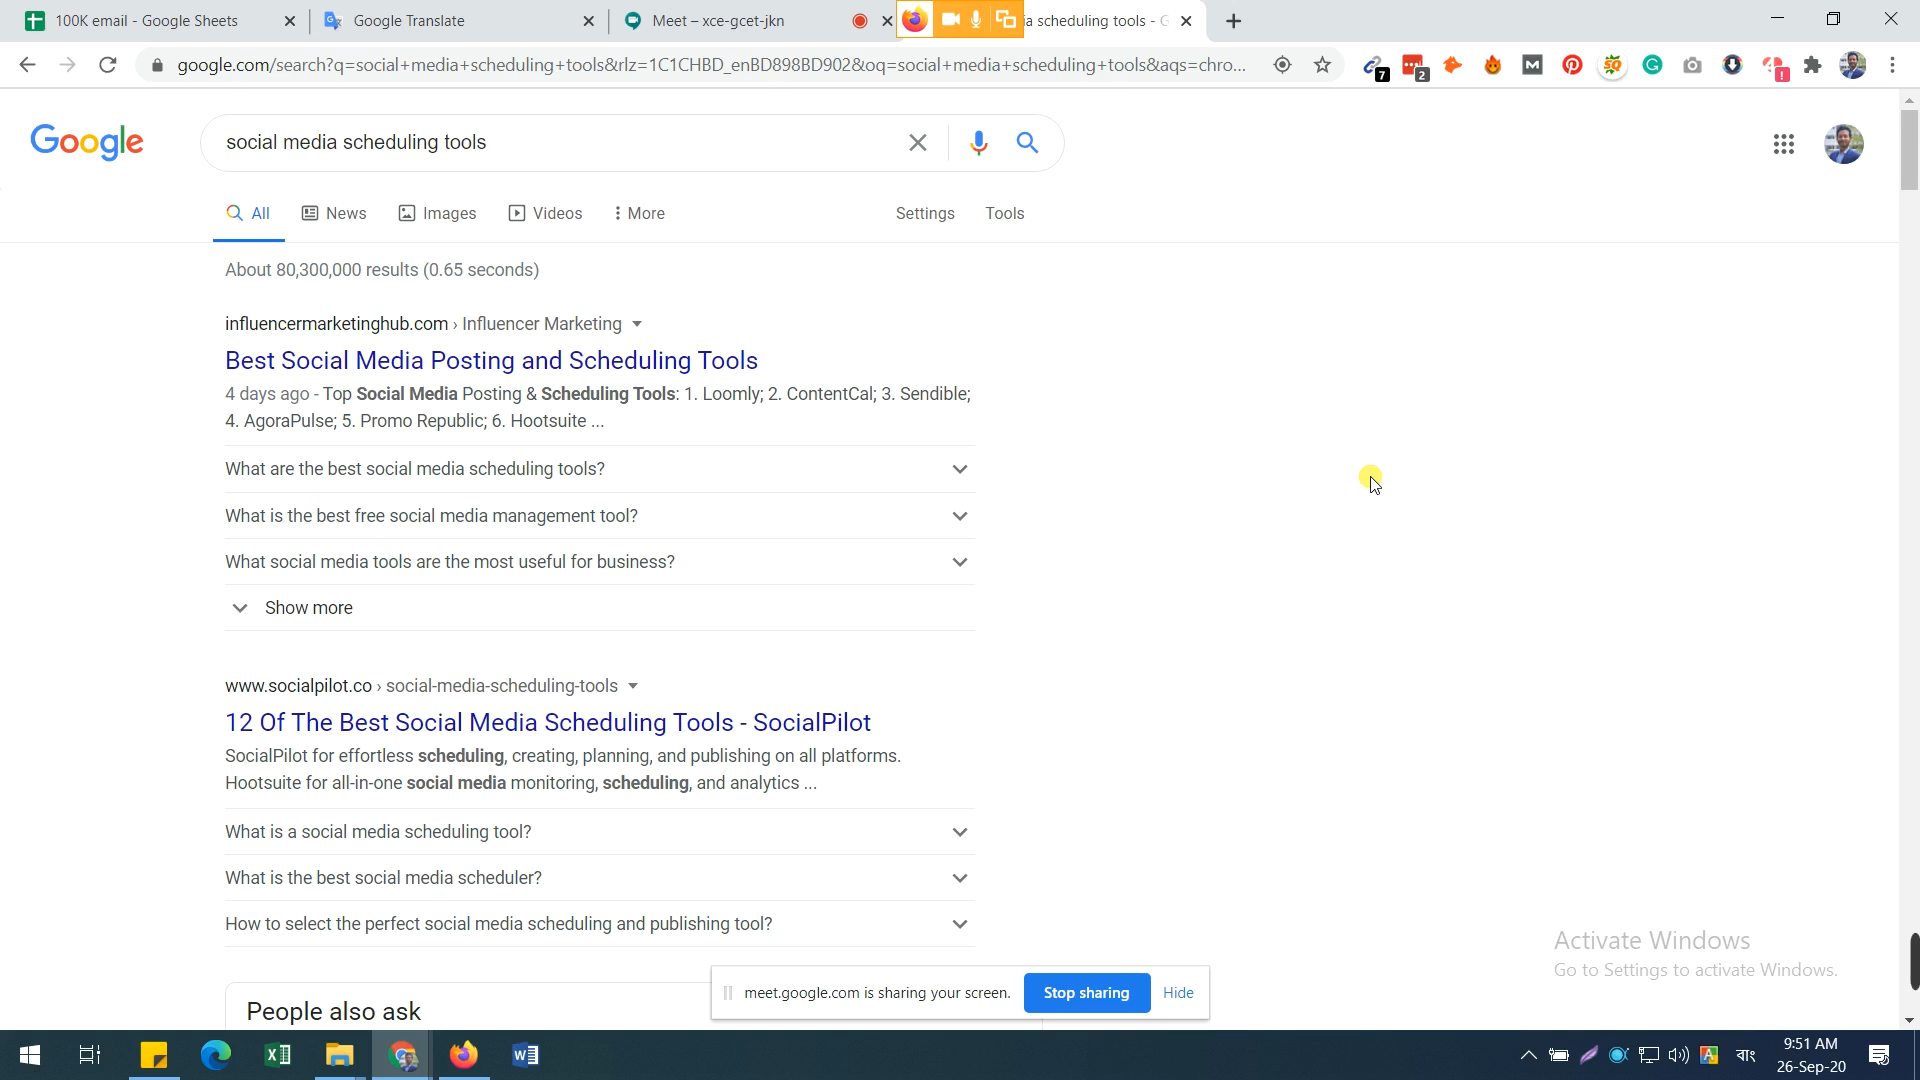 100K email - Google Sheets
Google Translate
Meet – xce-gcet-jkn
ia scheduling tools - G
google.com/search?q=social+media+scheduling+tools&rlz=1C1CHBD_enBD898BD902&oq=social+media+scheduling+tools&aqs=chro...
7
2
Google
social media scheduling tools
All
News
Images
Videos
More
Settings
Tools
About 80,300,000 results (0.65 seconds)
influencermarketinghub.com › Influencer Marketing
Best Social Media Posting and Scheduling Tools
4 days ago - Top Social Media Posting & Scheduling Tools: 1. Loomly; 2. ContentCal; 3. Sendible;
4. AgoraPulse; 5. Promo Republic; 6. Hootsuite ...
What are the best social media scheduling tools?
What is the best free social media management tool?
What social media tools are the most useful for business?
Show more
www.socialpilot.co › social-media-scheduling-tools
12 Of The Best Social Media Scheduling Tools - SocialPilot
SocialPilot for effortless scheduling, creating, planning, and publishing on all platforms.
Hootsuite for all-in-one social media monitoring, scheduling, and analytics ...
What is a social media scheduling tool?
What is the best social media scheduler?
How to select the perfect social media scheduling and publishing tool?
Activate Windows
Go to Settings to activate Windows.
People also ask
meet.google.com is sharing your screen.
Stop sharing
Hide
বাং
9:51 AM
26-Sep-20